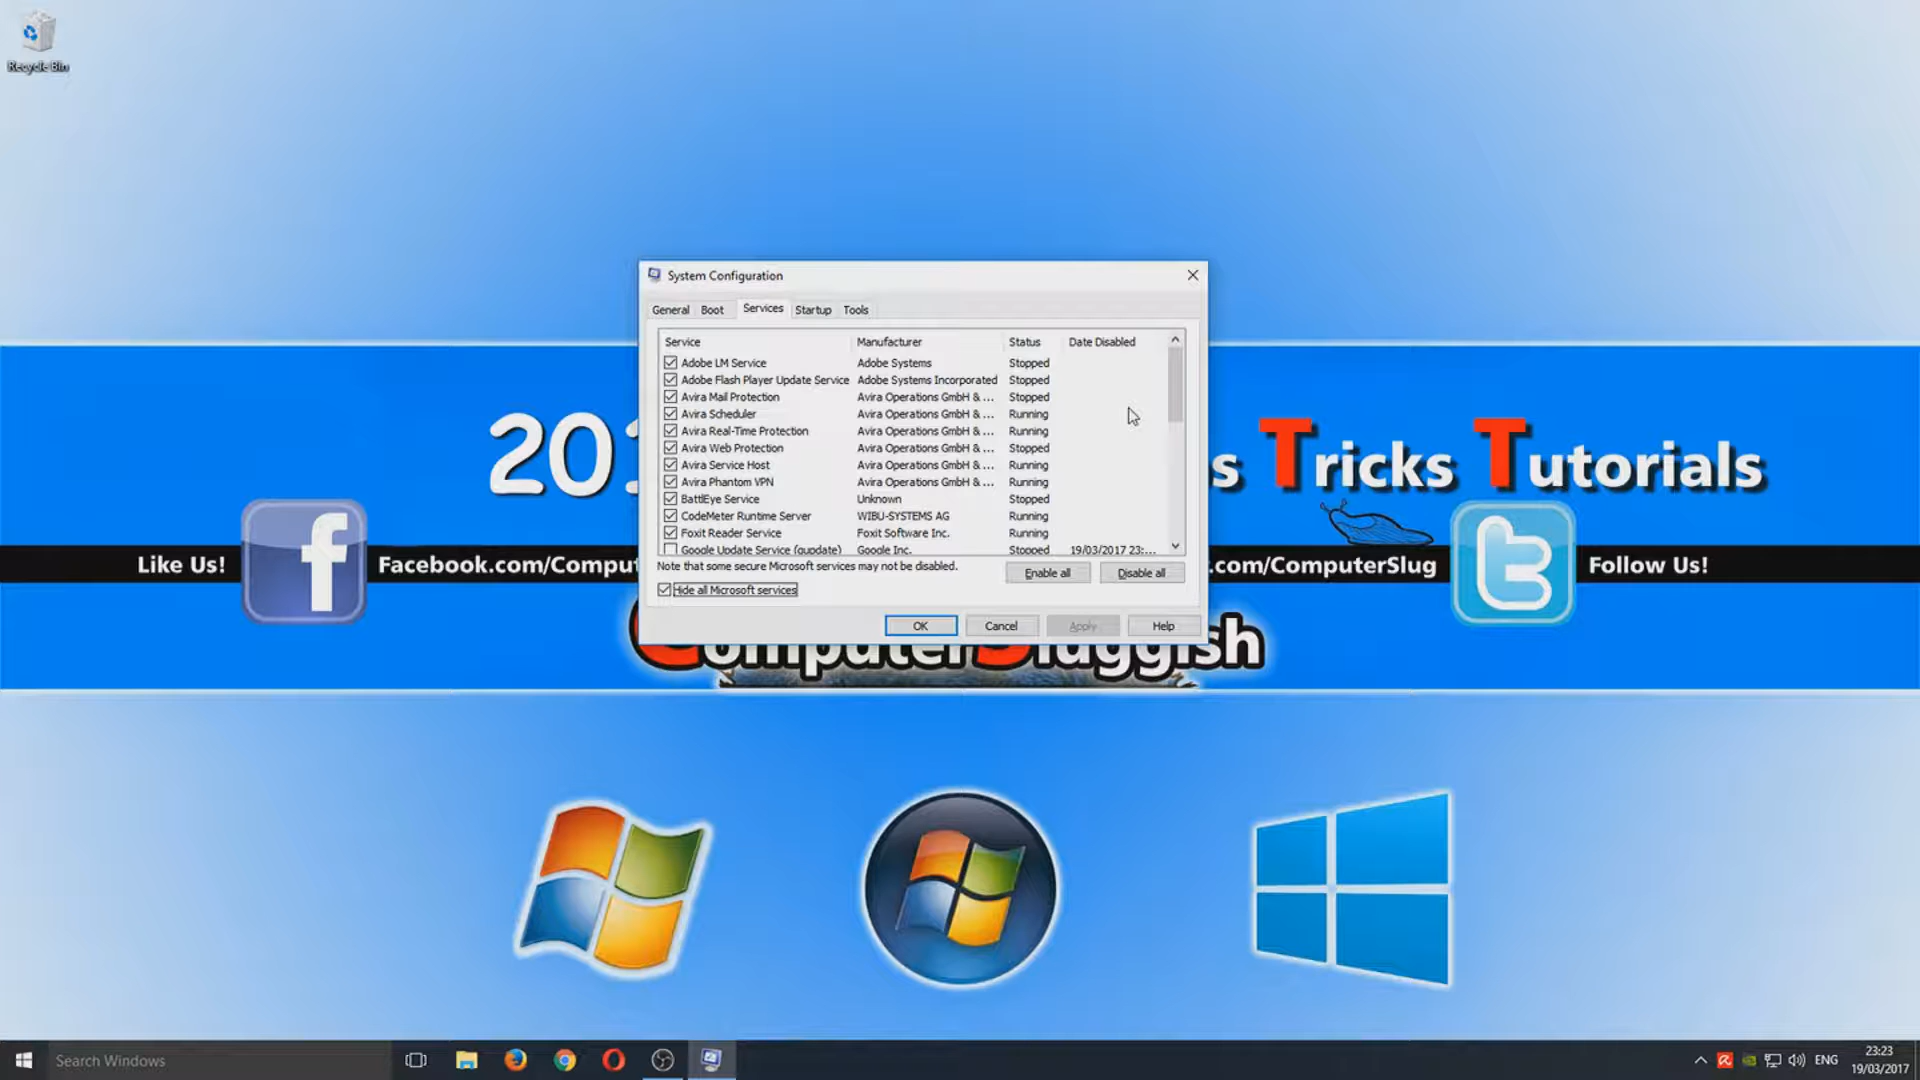 Recycle Bin
System Configuration
General Boot Services Startup Tools
Service Manufacturer Status Date Disabled
Adobe LM Service Adobe Systems Stopped
Adobe Flash Player Update Service Adobe Systems Incorporated Stopped
Avira Mail Protection Avira Operations GmbH & ... Stopped
Avira Scheduler Avira Operations GmbH & ... Running
Avira Real-Time Protection Avira Operations GmbH & ... Running
Avira Web Protection Avira Operations GmbH & ... Stopped
Avira Service Host Avira Operations GmbH & ... Running
Avira Phantom VPN Avira Operations GmbH & ... Running
BattlEye Service Unknown Stopped
CodeMeter Runtime Server WIBU-SYSTEMS AG Running
Foxit Reader Service Foxit Software Inc. Running
Google Update Service (gupdate) Google Inc. Stopped 19/03/2017 23:...
Note that some secure Microsoft services may not be disabled.
Enable all Disable all
Hide all Microsoft services
OK Cancel Apply Help
201
s Tricks Tutorials
Like Us! Facebook.com/Comput .com/ComputerSlug Follow Us!
ComputerSluggish
Search Windows
ENG
23:23
19/03/2017